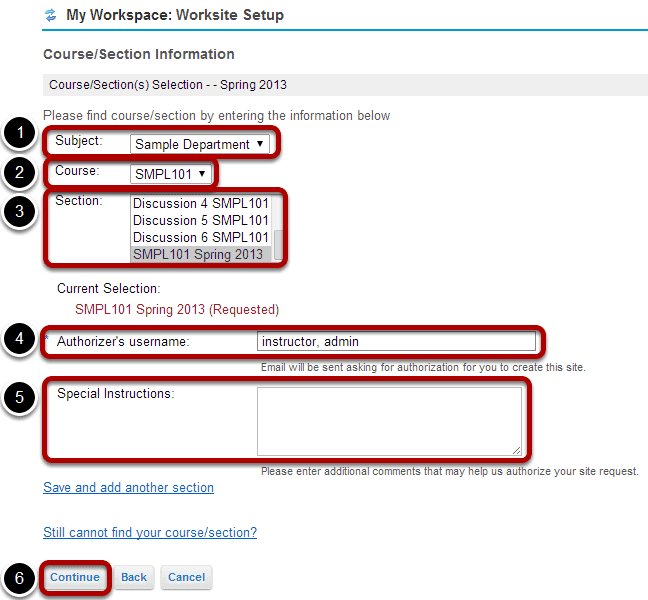 My Workspace: Worksite Setup
Course/Section Information
Course/Section(s) Selection - - Spring 2013
Please find course/section by entering the information below
1 Subject: Sample Department ▼
2 Course: SMPL101 ▼
3 Section: Discussion 4 SMPL101
Discussion 5 SMPL101
Discussion 6 SMPL101
SMPL101 Spring 2013
Current Selection:
SMPL101 Spring 2013 (Requested)
4 * Authorizer's username: instructor, admin
Email will be sent asking for authorization for you to create this site.
5 Special Instructions:
Please enter additional comments that may help us authorize your site request.
Save and add another section
Still cannot find your course/section?
6 Continue Back Cancel